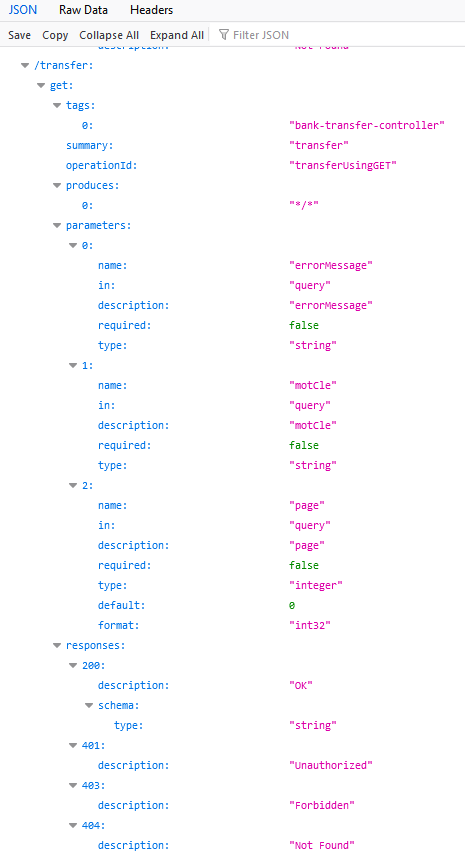 JSON Raw Data Headers
Save Copy Collapse All Expand All Filter JSON
description: "Not Found"
/transfer:
get:
tags:
0: "bank-transfer-controller"
summary: "transfer"
operationId: "transferUsingGET"
produces:
0: "*/*"
parameters:
0:
name: "errorMessage"
in: "query"
description: "errorMessage"
required: false
type: "string"
1:
name: "motCle"
in: "query"
description: "motCle"
required: false
type: "string"
2:
name: "page"
in: "query"
description: "page"
required: false
type: "integer"
default: 0
format: "int32"
responses:
200:
description: "OK"
schema:
type: "string"
401:
description: "Unauthorized"
403:
description: "Forbidden"
404:
description: "Not Found"